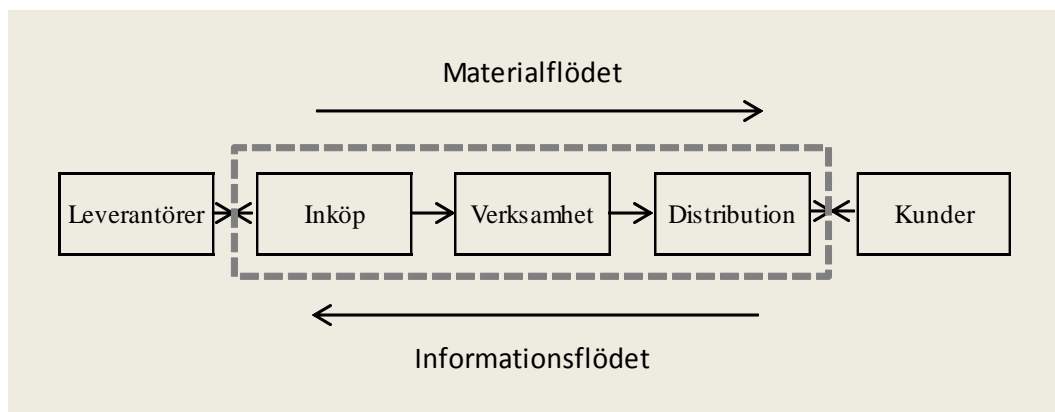 Materialflödet
Leverantörer
Inköp
Verksamhet
Distribution
Kunder
Informationsflödet